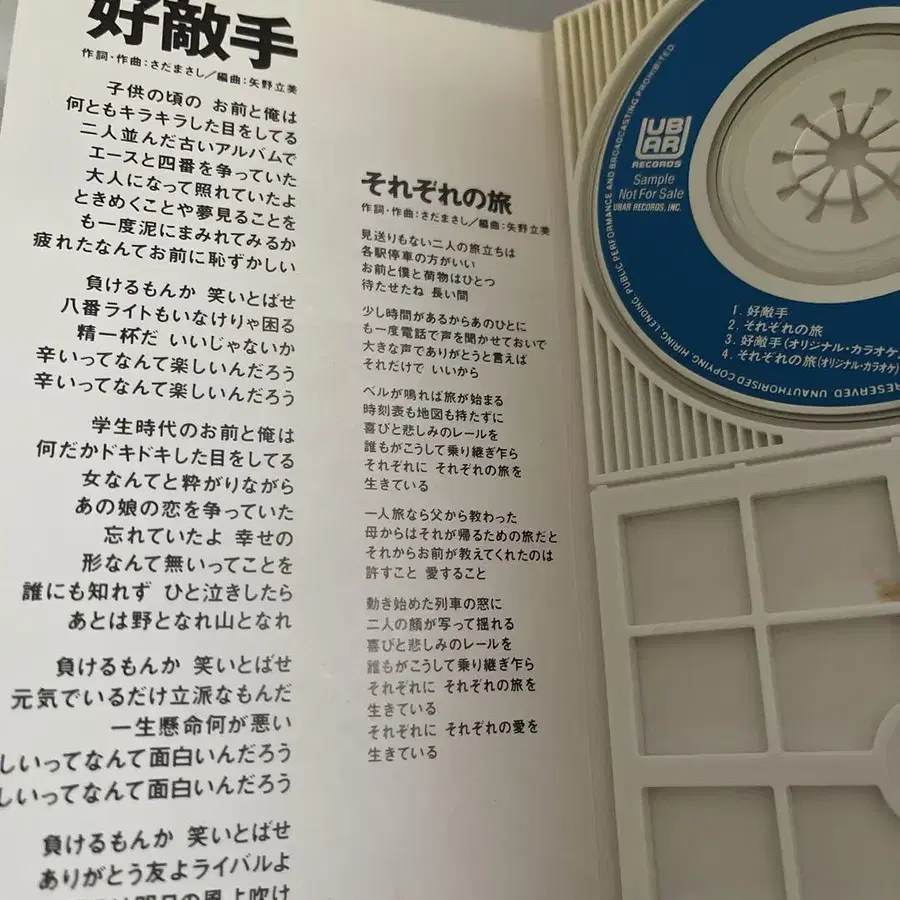 好敵手
作詞・作曲:さだまさし/編曲:矢野立美
子供の頃の お前と俺は
何ともキラキラした目をしてる
二人並んだ古いアルバムで
エースと四番を争っていた
大人になって照れていたよ
ときめくことや夢見ることを
も一度泥にまみれてみるか
疲れたなんてお前に恥ずかしい
負けるもんか 笑いとばせ
八番ライトもいなけりゃ困る
精一杯だ いいじゃないか
辛いってなんて楽しいんだろう
辛いってなんて楽しいんだろう
学生時代のお前と俺は
何だかドキドキした目をしてる
女なんてと粋がりながら
あの娘の恋を争っていた
忘れていたよ 幸せの
形なんて無いってことを
誰にも知れず ひと泣きしたら
あとは野となれ山となれ
負けるもんか 笑いとばせ
元気でいるだけ立派なもんだ
一生懸命何が悪い
しいってなんて面白いんだろう
しいってなんて面白いんだろう
負けるもんか 笑いとばせ
ありがとう友よライバルよ
明日の風よ吹け
それぞれの旅
作詞・作曲:さだまさし/編曲:矢野立美
見送りもない二人の旅立ちは
各駅停車の方がいい
お前と僕と荷物はひとつ
待たせたね 長い間
少し時間があるからあのひとに
も一度電話で声を聞かせておいで
大きな声でありがとうと言えば
それだけで いいから
ベルが鳴れば旅が始まる
時刻表も地図も持たずに
喜びと悲しみのレールを
誰もがこうして乗り継ぎ乍ら
それぞれに それぞれの旅を
生きている
一人旅なら父から教わった
母からはそれが帰るための旅だと
それからお前が教えてくれたのは
許すこと 愛すること
動き始めた列車の窓に
二人の顔が写って揺れる
喜びと悲しみのレールを
誰もがこうして乗り継ぎ乍ら
それぞれに それぞれの旅を
生きている
それぞれに それぞれの愛を
生きている
UBAR
RECORDS
Sample
Not For Sale
UBAR RECORDS, INC.
1. 好敵手
2. それぞれの旅
3. 好敵手(オリジナル・カラオケ)
4. それぞれの旅(オリジナル・カラオケ)
RESERVED UNAUTHORISED COPYING HIRING LENDING, PUBLIC PERFORMANCE AND BROADCASTING PROHIBITED.